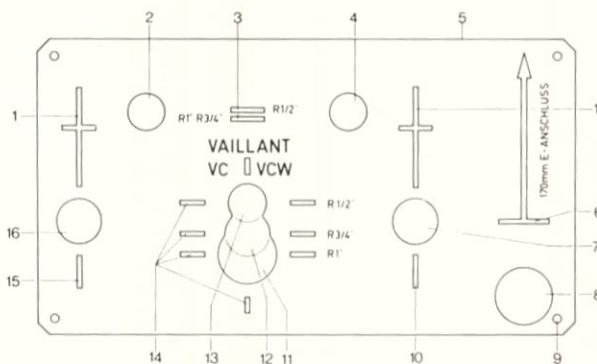 2 3 4 5
1 R1" R3/4" R1/2" 1
170mm E-ANSCHLUSS
VAILLANT
VC VCW
R1/2"
6
16 R3/4" 7
R1"
15 8
14 13 12 11 10 9